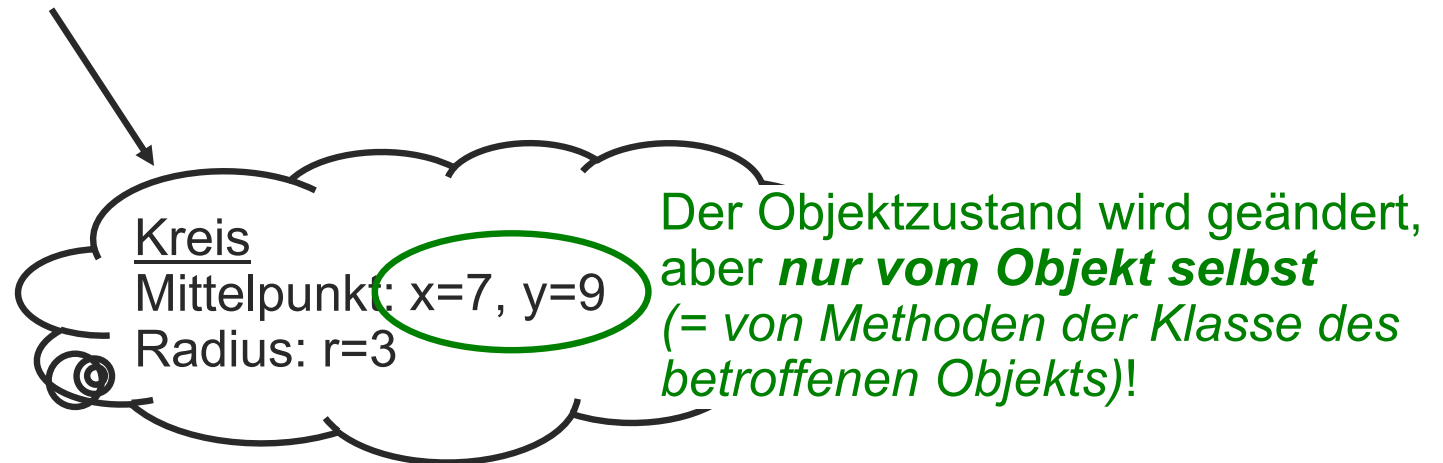 Kreis
Mittelpunkt: x=7, y=9
Radius: r=3
Der Objektzustand wird geändert,
aber nur vom Objekt selbst
(= von Methoden der Klasse des
betroffenen Objekts)!